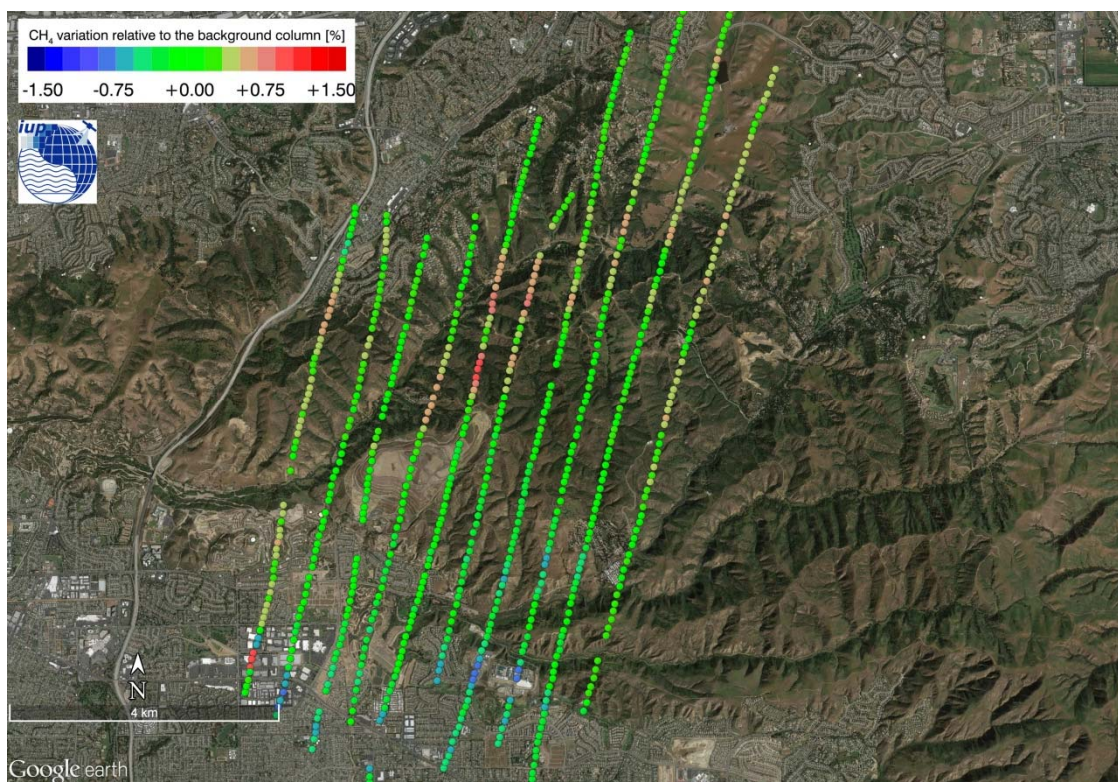 CH₄ variation relative to the background column [%]
-1.50 -0.75 +0.00 +0.75 +1.50
iup
N
4 km
Google earth